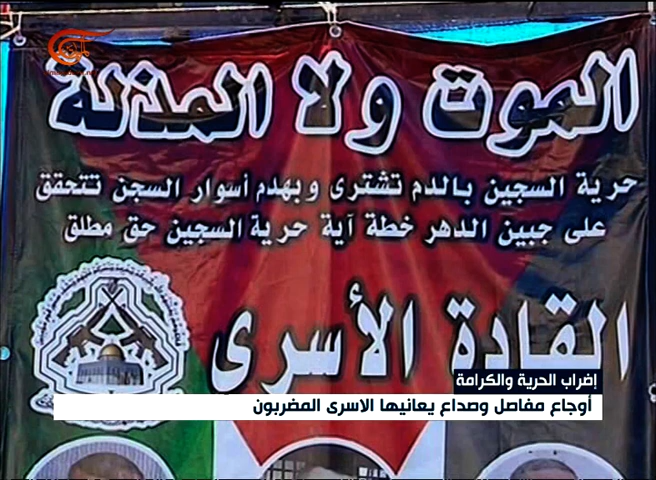 الموت ولا المذلة
حرية السجين بالدم تشترى وبهدم أسوار السجن تتحقق
على جبين الدهر خطة آية حرية السجين حق مطلق
القادة الأسرى
إضراب الحرية والكرامة
أوجاع مفاصل وصداع يعانيها الاسرى المضربون